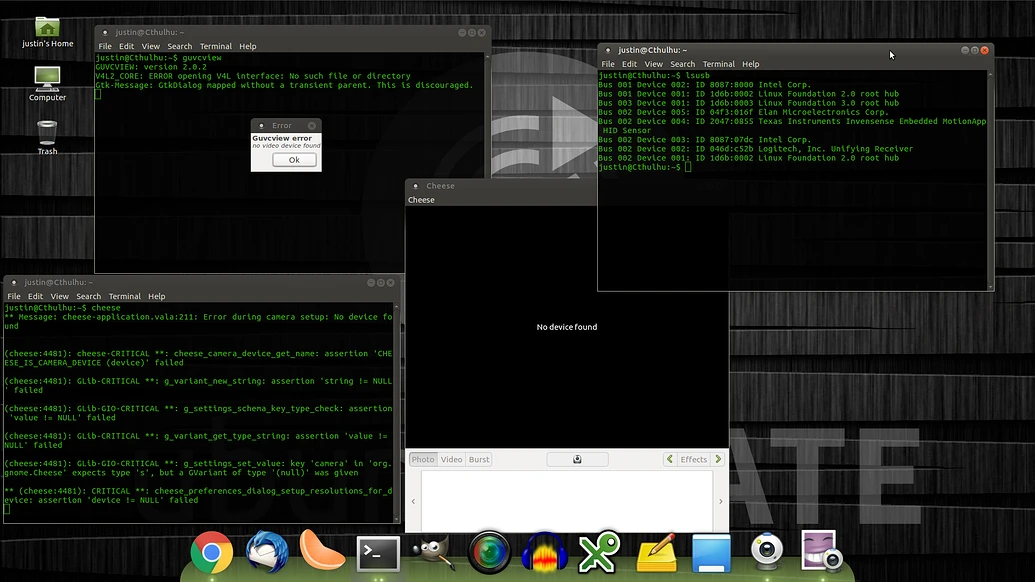 justin's Home
Computer
Trash
justin@Cthulhu: ~
File Edit View Search Terminal Help
justin@Cthulhu:~$ guvcview
GUVCVIEW: version 2.0.2
V4L2_CORE: ERROR opening V4L interface: No such file or directory
Gtk-Message: GtkDialog mapped without a transient parent. This is discouraged.
Error
Guvcview error
no video device found
Ok
justin@Cthulhu: ~
File Edit View Search Terminal Help
justin@Cthulhu:~$ lsusb
Bus 001 Device 002: ID 8087:8000 Intel Corp.
Bus 001 Device 001: ID 1d6b:0002 Linux Foundation 2.0 root hub
Bus 003 Device 001: ID 1d6b:0003 Linux Foundation 3.0 root hub
Bus 002 Device 005: ID 04f3:016f Elan Microelectronics Corp.
Bus 002 Device 004: ID 2047:0855 Texas Instruments Invensense Embedded MotionApp
HID Sensor
Bus 002 Device 003: ID 8087:07dc Intel Corp.
Bus 002 Device 002: ID 046d:c52b Logitech, Inc. Unifying Receiver
Bus 002 Device 001: ID 1d6b:0002 Linux Foundation 2.0 root hub
justin@Cthulhu:~$
Cheese
Cheese
No device found
Photo Video Burst
Effects
justin@Cthulhu: ~
File Edit View Search Terminal Help
justin@Cthulhu:~$ cheese
** Message: cheese-application.vala:211: Error during camera setup: No device fo
und
(cheese:4481): cheese-CRITICAL **: cheese_camera_device_get_name: assertion 'CHE
ESE_IS_CAMERA_DEVICE (device)' failed
(cheese:4481): GLib-CRITICAL **: g_variant_new_string: assertion 'string != NULL
' failed
(cheese:4481): GLib-GIO-CRITICAL **: g_settings_schema_key_type_check: assertion
'value != NULL' failed
(cheese:4481): GLib-CRITICAL **: g_variant_get_type_string: assertion 'value !=
NULL' failed
(cheese:4481): GLib-GIO-CRITICAL **: g_settings_set_value: key 'camera' in 'org.
gnome.Cheese' expects type 's', but a GVariant of type '(null)' was given
** (cheese:4481): CRITICAL **: cheese_preferences_dialog_setup_resolutions_for_d
evice: assertion 'device != NULL' failed
ATE